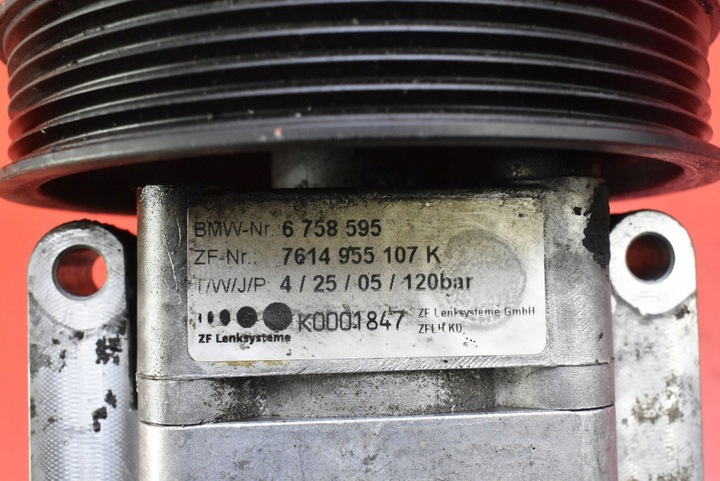 BMW-Nr. 6 758 595
ZF-Nr.: 7614 955 107 K
T/W/J/P: 4 / 25 / 05 / 120bar
K0001847 ZF Lenksysteme GmbH
ZF Lenksysteme